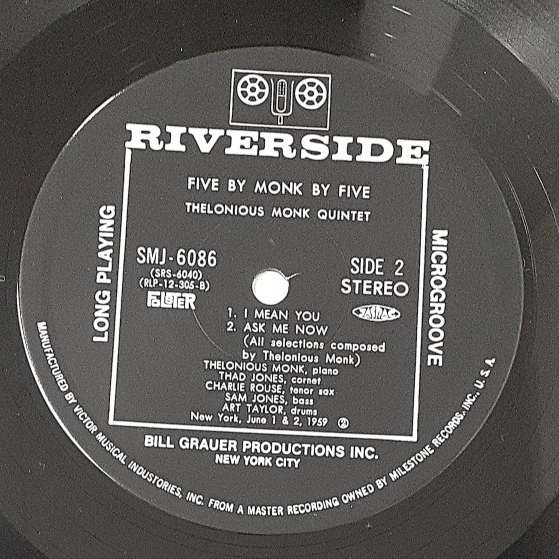 RIVERSIDE
FIVE BY MONK BY FIVE
THELONIOUS MONK QUINTET
LONG PLAYING
MICROGROOVE
SMJ-6086
(SRS-6040)
(RLP-12-305-B)
SIDE 2
STEREO
1. I MEAN YOU
2. ASK ME NOW
(All selections composed
by Thelonious Monk)
THELONIOUS MONK, piano
THAD JONES, cornet
CHARLIE ROUSE, tenor sax
SAM JONES, bass
ART TAYLOR, drums
New York, June 1 & 2, 1959
BILL GRAUER PRODUCTIONS INC.
NEW YORK CITY
MANUFACTURED BY VICTOR MUSICAL INDUSTORIES, INC. FROM A MASTER RECORDING OWNED BY MILESTONE RECORDS, INC., U.S.A.